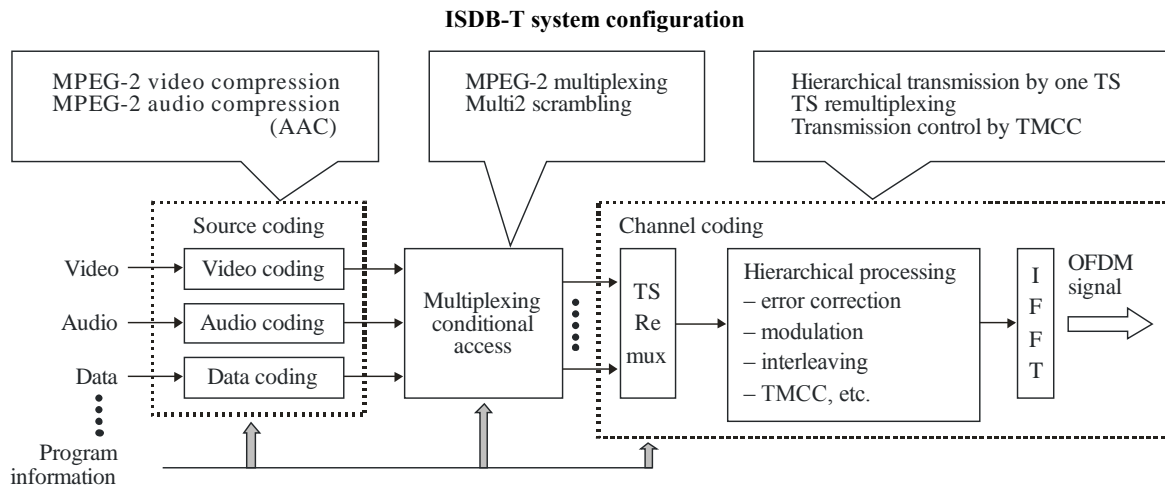 ISDB-T system configuration
MPEG-2 video compression
MPEG-2 audio compression
(AAC)
MPEG-2 multiplexing
Multi2 scrambling
Hierarchical transmission by one TS
TS remultiplexing
Transmission control by TMCC
Source coding
Video
Video coding
Audio
Audio coding
Data
Data coding
Program
information
Multiplexing
conditional
access
Channel coding
TS
Re
mux
Hierarchical processing
– error correction
– modulation
– interleaving
– TMCC, etc.
I
F
F
T
OFDM
signal